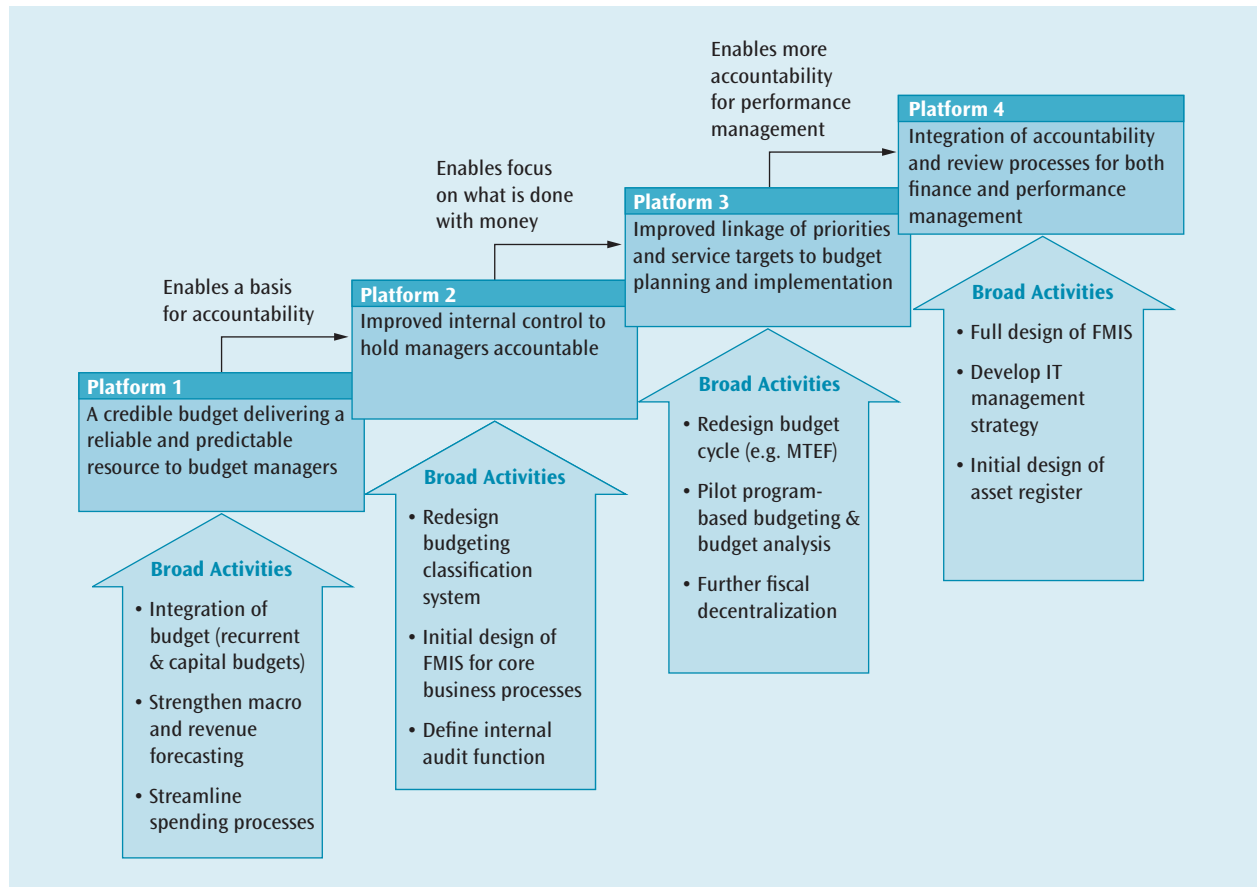 Platform 1
A credible budget delivering a
reliable and predictable
resource to budget managers
Broad Activities
• Integration of
budget (recurrent
& capital budgets)
• Strengthen macro
and revenue
forecasting
• Streamline
spending processes
Enables a basis
for accountability
Platform 2
Improved internal control to
hold managers accountable
Broad Activities
• Redesign
budgeting
classification
system
• Initial design of
FMIS for core
business processes
• Define internal
audit function
Enables focus
on what is done
with money
Platform 3
Improved linkage of priorities
and service targets to budget
planning and implementation
Broad Activities
• Redesign budget
cycle (e.g. MTEF)
• Pilot program-
based budgeting &
budget analysis
• Further fiscal
decentralization
Enables more
accountability
for performance
management
Platform 4
Integration of accountability
and review processes for both
finance and performance
management
Broad Activities
• Full design of FMIS
• Develop IT
management
strategy
• Initial design of
asset register